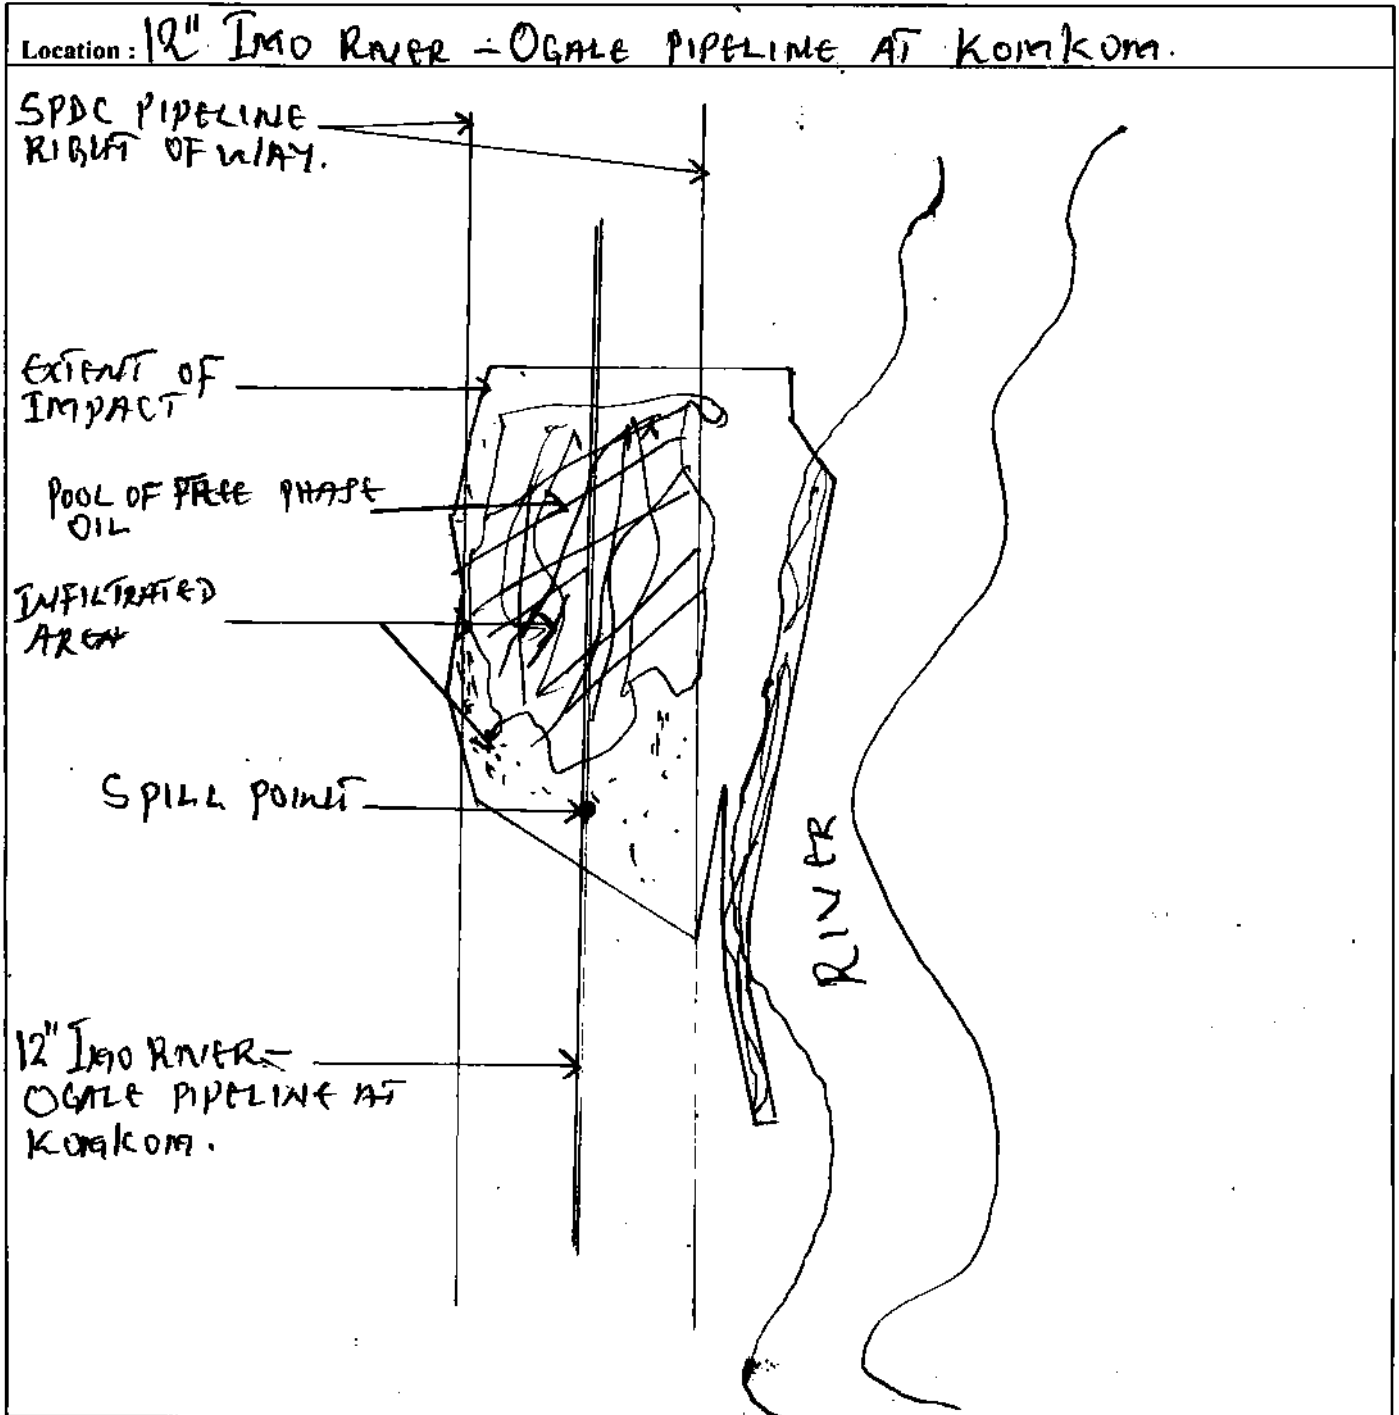 Location : 12" IMO RIVER - OGALE PIPELINE AT KOMKOM.
SPDC PIPELINE
RIGHT OF WAY.
EXTENT OF
IMPACT
POOL OF FREE PHASE
OIL
INFILTRATED
AREA
SPILL POINT
RIVER
12" IMO RIVER -
OGALE PIPELINE AT
KOMKOM.